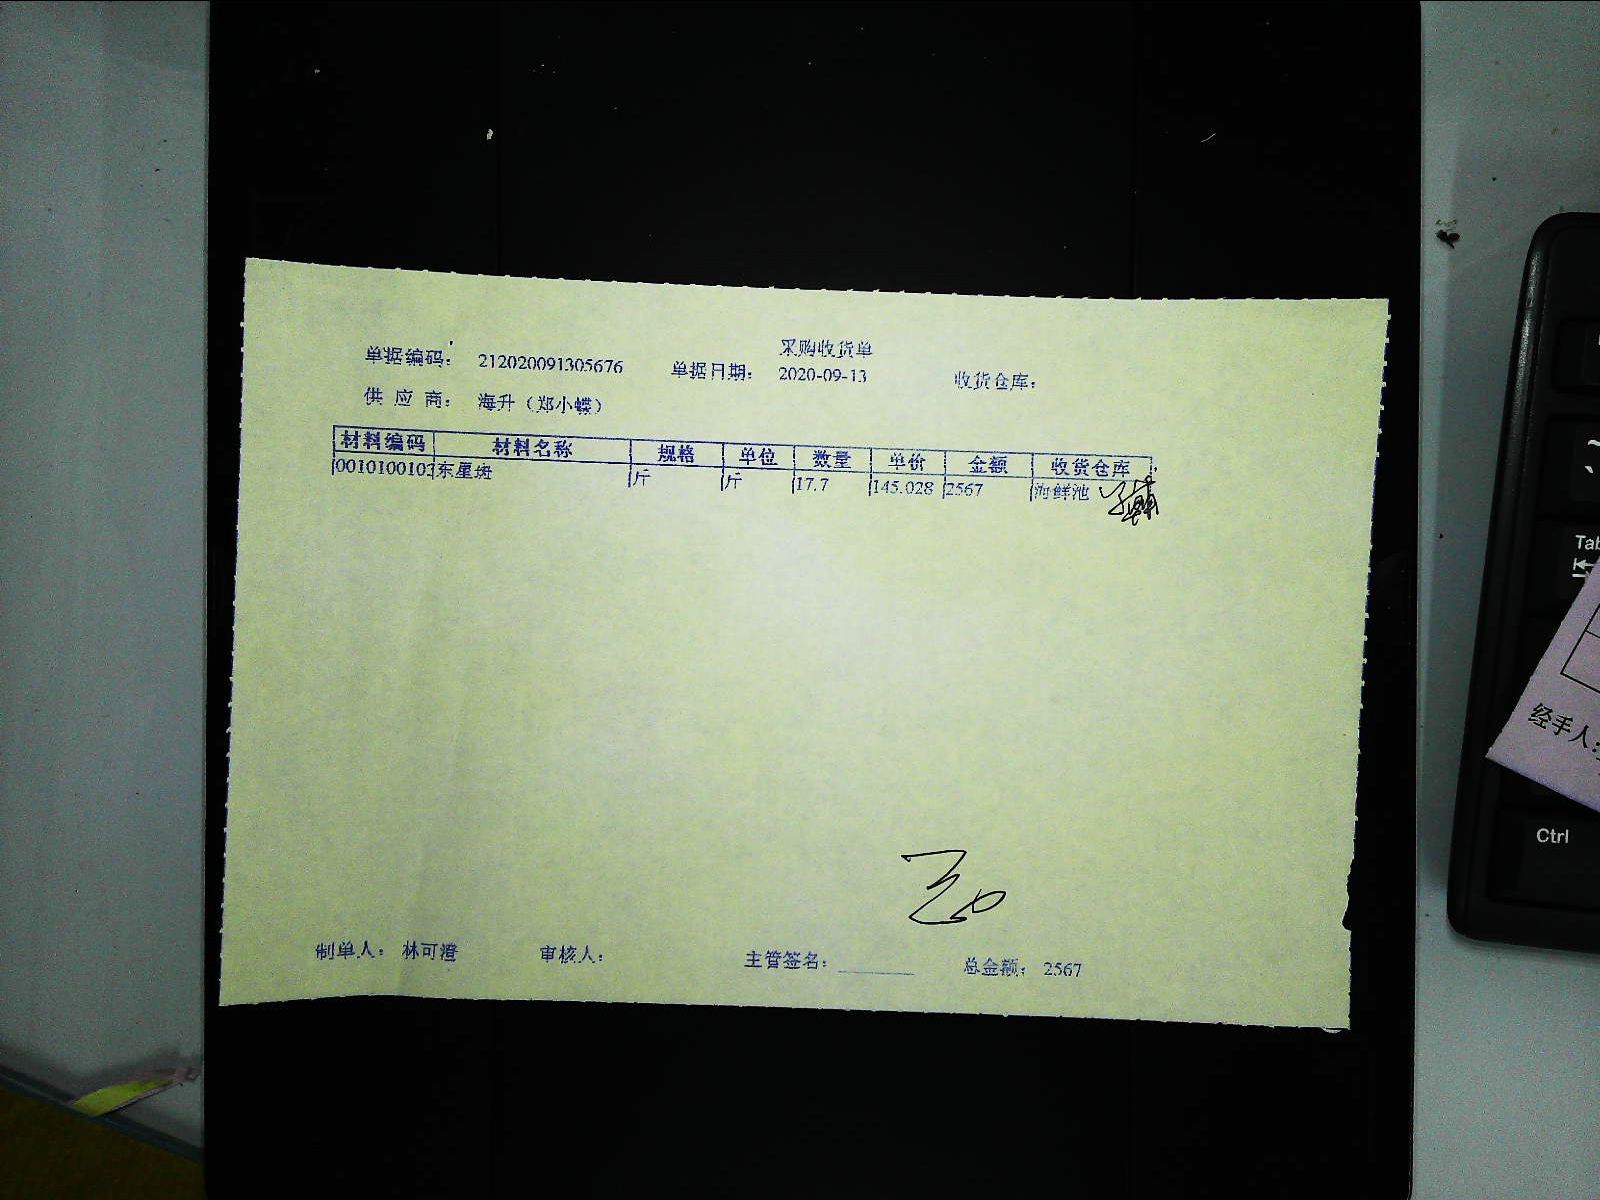 采购收货单
单据编码： 212020091305676 单据日期： 2020-09-13 收货仓库：
供 应 商： 海升（郑小蝶）
材料编码 材料名称 规格 单位 数量 单价 金额 收货仓库
0010100103 东星斑 斤 斤 17.7 145.028 2567 海鲜池
制单人： 林可澄 审核人： 主管签名： 总金额： 2567
Tab
经手人：
Ctrl